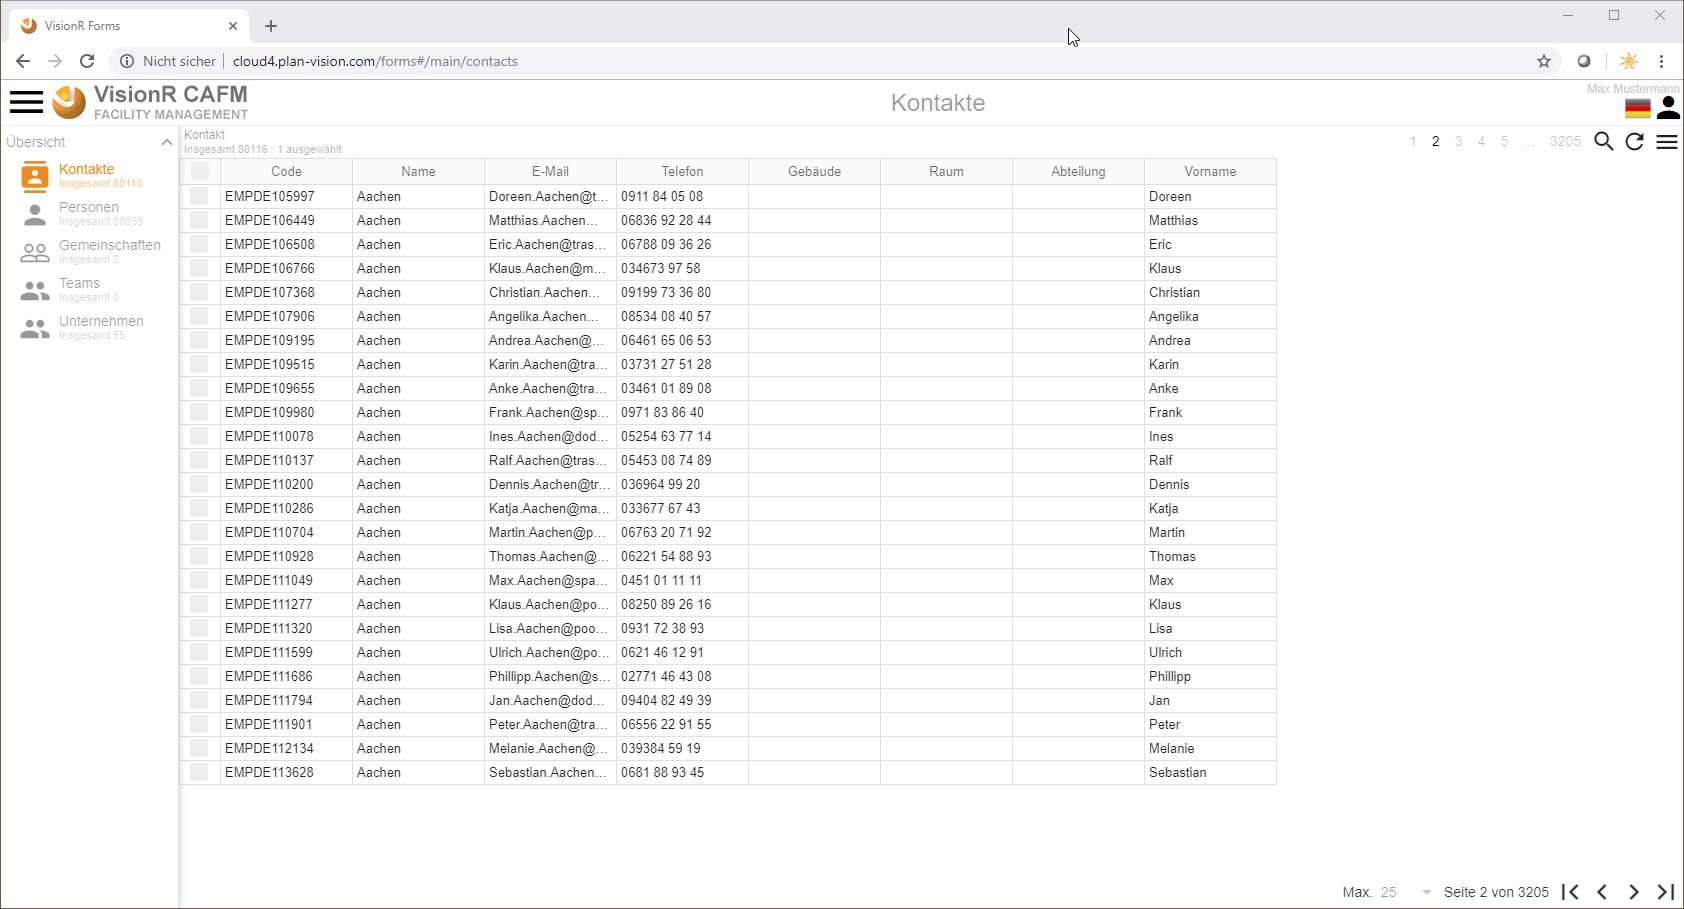 VisionR Forms
Nicht sicher cloud4.plan-vision.com/forms#/main/contacts
VisionR CAFM
FACILITY MANAGEMENT
Kontakte
Max Mustermann
Übersicht
Kontakte
Insgesamt 80116
Personen
Insgesamt 80059
Gemeinschaften
Insgesamt 2
Teams
Insgesamt 0
Unternehmen
Insgesamt 55
Kontakt
Insgesamt 80116 : 1 ausgewählt
1 2 3 4 5 ... 3205
Code Name E-Mail Telefon Gebäude Raum Abteilung Vorname
EMPDE105997 Aachen Doreen.Aachen@t... 0911 84 05 08 Doreen
EMPDE106449 Aachen Matthias.Aachen... 06836 92 28 44 Matthias
EMPDE106508 Aachen Eric.Aachen@tras... 06788 09 36 26 Eric
EMPDE106766 Aachen Klaus.Aachen@m... 034673 97 58 Klaus
EMPDE107368 Aachen Christian.Aachen... 09199 73 36 80 Christian
EMPDE107906 Aachen Angelika.Aachen... 08534 08 40 57 Angelika
EMPDE109195 Aachen Andrea.Aachen@... 06461 65 06 53 Andrea
EMPDE109515 Aachen Karin.Aachen@tra... 03731 27 51 28 Karin
EMPDE109655 Aachen Anke.Aachen@tra... 03461 01 89 08 Anke
EMPDE109980 Aachen Frank.Aachen@sp... 0971 83 86 40 Frank
EMPDE110078 Aachen Ines.Aachen@dod... 05254 63 77 14 Ines
EMPDE110137 Aachen Ralf.Aachen@tras... 05453 08 74 89 Ralf
EMPDE110200 Aachen Dennis.Aachen@tr... 036964 99 20 Dennis
EMPDE110286 Aachen Katja.Aachen@ma... 033677 67 43 Katja
EMPDE110704 Aachen Martin.Aachen@p... 06763 20 71 92 Martin
EMPDE110928 Aachen Thomas.Aachen@... 06221 54 88 93 Thomas
EMPDE111049 Aachen Max.Aachen@spa... 0451 01 11 11 Max
EMPDE111277 Aachen Klaus.Aachen@po... 08250 89 26 16 Klaus
EMPDE111320 Aachen Lisa.Aachen@poo... 0931 72 38 93 Lisa
EMPDE111599 Aachen Ulrich.Aachen@po... 0621 46 12 91 Ulrich
EMPDE111686 Aachen Phillipp.Aachen@s... 02771 46 43 08 Phillipp
EMPDE111794 Aachen Jan.Aachen@dod... 09404 82 49 39 Jan
EMPDE111901 Aachen Peter.Aachen@tra... 06556 22 91 55 Peter
EMPDE112134 Aachen Melanie.Aachen@... 039384 59 19 Melanie
EMPDE113628 Aachen Sebastian.Aachen... 0681 88 93 45 Sebastian
Max. 25 Seite 2 von 3205